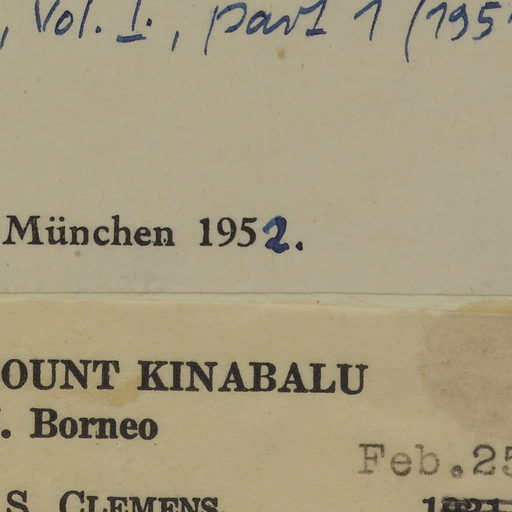 , Vol. I., part 1 (195
München 1952.
OUNT KINABALU
. Borneo
Feb.25
S. CLEMENS